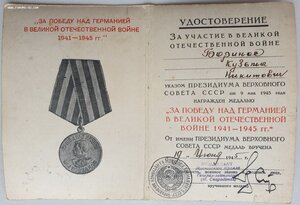 „ЗА ПОБЕДУ НАД ГЕРМАНИЕЙ
В ВЕЛИКОЙ ОТЕЧЕСТВЕННОЙ ВОЙНЕ
1941—1945 гг."
УДОСТОВЕРЕНИЕ
ЗА УЧАСТИЕ В ВЕЛИКОЙ
ОТЕЧЕСТВЕННОЙ ВОЙНЕ
Кузьма
Никитович
УКАЗОМ ПРЕЗИДИУМА ВЕРХОВНОГО
СОВЕТА СССР от 9 мая 1945 года
НАГРАЖДЕН МЕДАЛЬЮ
„ЗА ПОБЕДУ НАД ГЕРМАНИЕЙ
В ВЕЛИКОЙ ОТЕЧЕСТВЕННОЙ
ВОЙНЕ 1941—1945 гг."
От имени ПРЕЗИДИУМА ВЕРХОВНОГО
СОВЕТА СССР МЕДАЛЬ ВРУЧЕНА